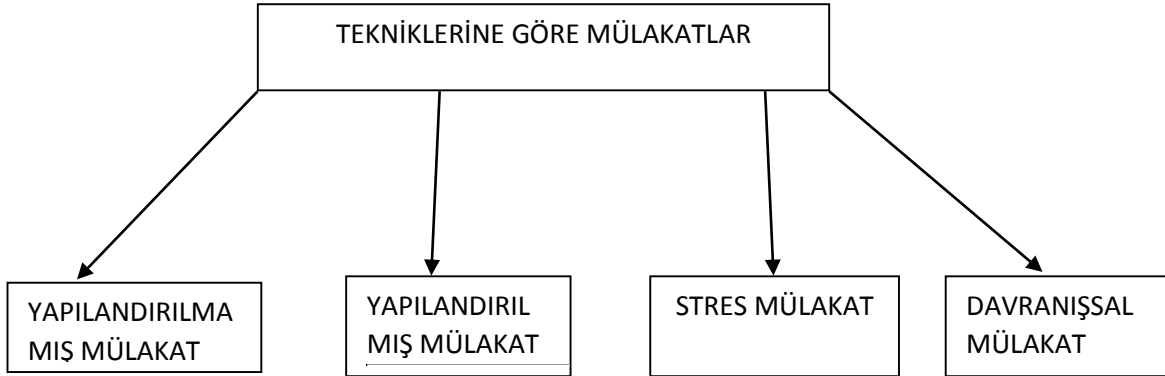 TEKNİKLERİNE GÖRE MÜLAKATLAR
YAPILANDIRILMA
MIŞ MÜLAKAT
YAPILANDIRIL
MIŞ MÜLAKAT
STRES MÜLAKAT
DAVRANIŞSAL
MÜLAKAT